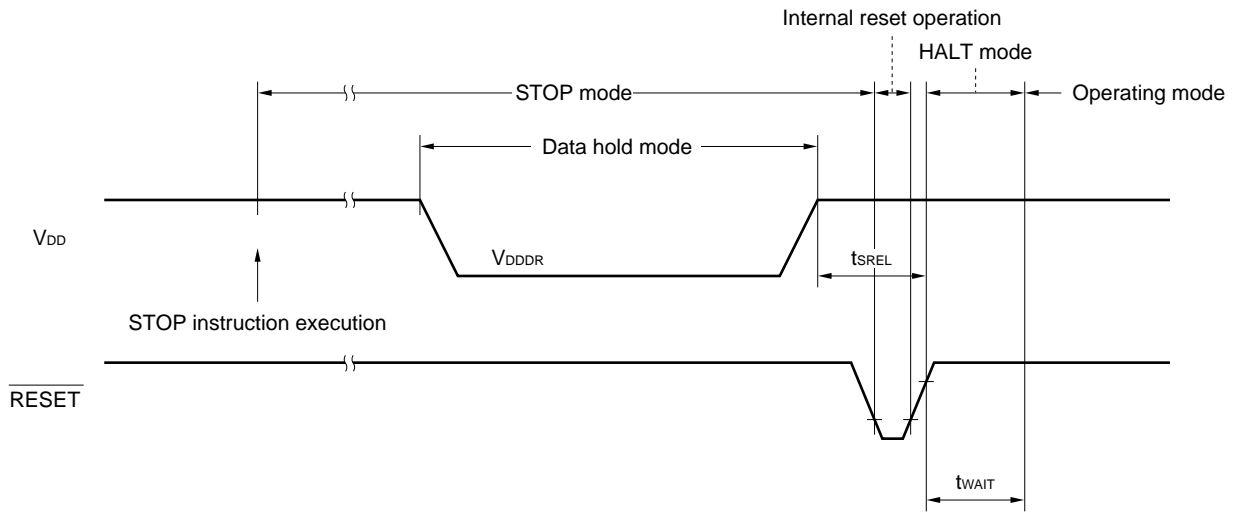 Internal reset operation
HALT mode
STOP mode
Operating mode
Data hold mode
VDD
VDDDR
tSREL
STOP instruction execution
RESET
tWAIT